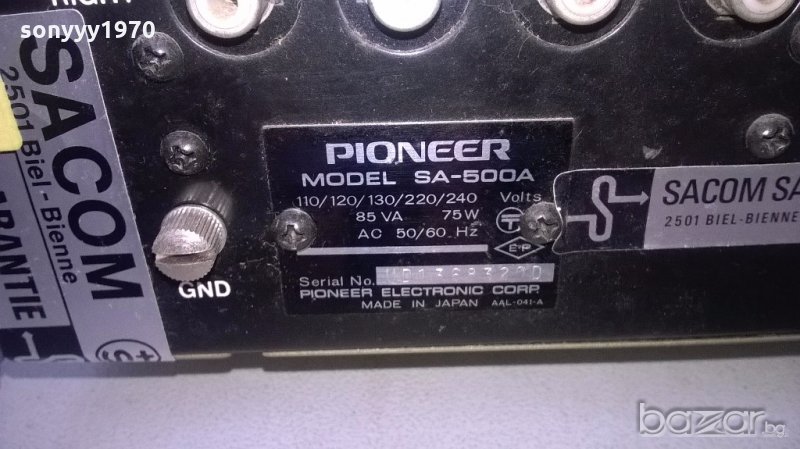 sonyyy1970
SACOM
2501 Biel - Bienne
GARANTIE
PIONEER
MODEL SA-500A
110/120/130/220/240 Volts
85 VA 75W
AC 50/60 Hz
Serial No.
PIONEER ELECTRONIC CORP.
MADE IN JAPAN AAL-041-A
GND
SACOM SA
2501 BIEL-BIENNE
bazar.bg